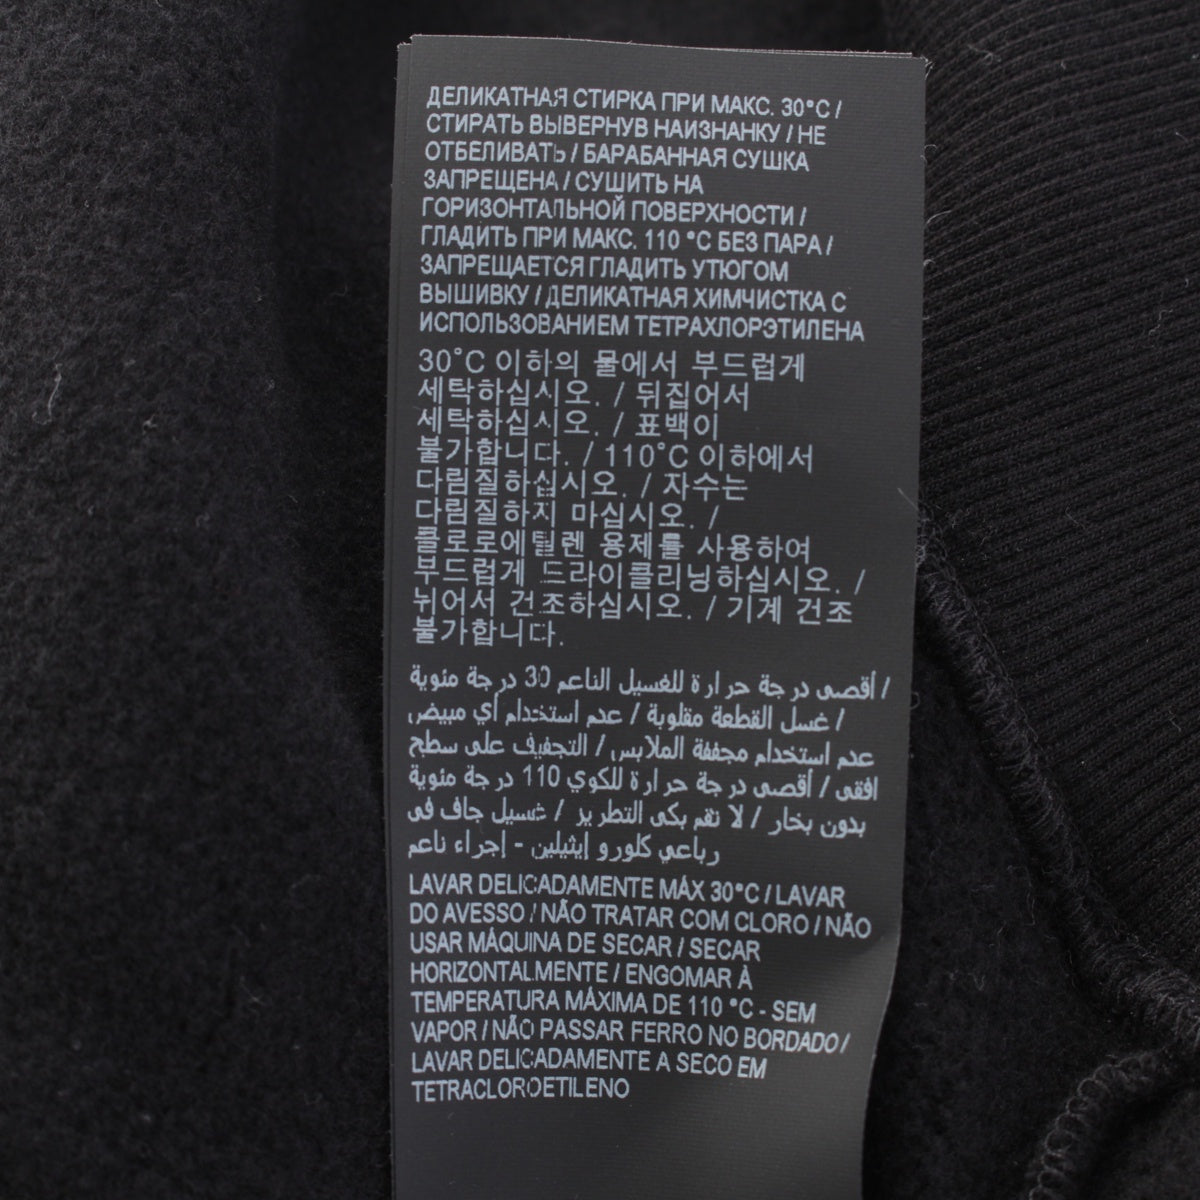 ДЕЛИКАТНАЯ СТИРКА ПРИ МАКС. 30°C /
СТИРАТЬ ВЫВЕРНУВ НАИЗНАНКУ / НЕ
ОТБЕЛИВАТЬ / БАРАБАННАЯ СУШКА
ЗАПРЕЩЕНА / СУШИТЬ НА
ГОРИЗОНТАЛЬНОЙ ПОВЕРХНОСТИ /
ГЛАДИТЬ ПРИ МАКС. 110 °C БЕЗ ПАРА /
ЗАПРЕЩАЕТСЯ ГЛАДИТЬ УТЮГОМ
ВЫШИВКУ / ДЕЛИКАТНАЯ ХИМЧИСТКА С
ИСПОЛЬЗОВАНИЕМ ТЕТРАХЛОРЭТИЛЕНА
30°C 이하의 물에서 부드럽게
세탁하십시오. / 뒤집어서
세탁하십시오. / 표백이
불가합니다. / 110°C 이하에서
다림질하십시오. / 자수는
다림질하지 마십시오. /
클로로에틸렌 용제를 사용하여
부드럽게 드라이클리닝하십시오. /
뉘어서 건조하십시오. / 기계 건조
불가합니다.
أقصى درجة حرارة للغسيل الناعم 30 درجة مئوية /
غسل القطعة مقلوبة / عدم استخدام أي مبيض /
عدم استخدام مجففة الملابس / التجفيف على سطح
افقى / أقصى درجة حرارة للكوي 110 درجة مئوية
بدون بخار / لا تقم بكى التطريز / غسيل جاف فى
رباعي كلورو إيثيلين - إجراء ناعم
LAVAR DELICADAMENTE MÁX 30°C / LAVAR
DO AVESSO / NÃO TRATAR COM CLORO / NÃO
USAR MÁQUINA DE SECAR / SECAR
HORIZONTALMENTE / ENGOMAR À
TEMPERATURA MÁXIMA DE 110 °C - SEM
VAPOR / NÃO PASSAR FERRO NO BORDADO /
LAVAR DELICADAMENTE A SECO EM
TETRACLOROETILENO